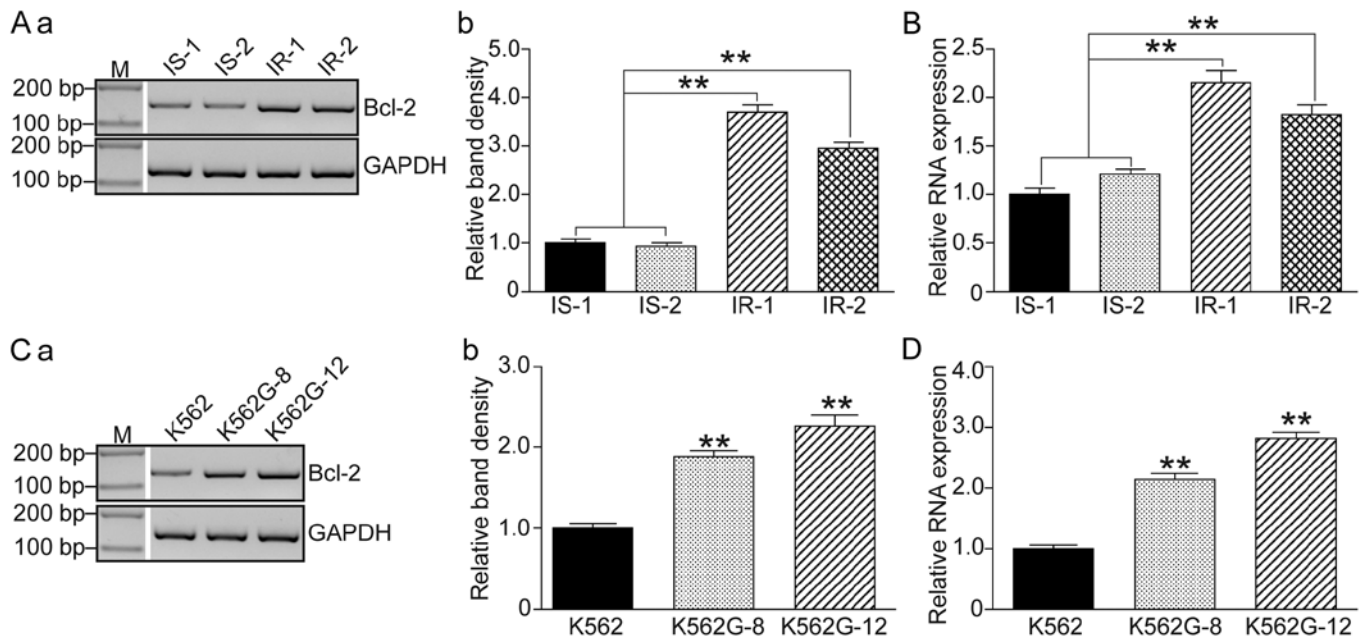 A a
M IS-1 IS-2 IR-1 IR-2
200 bp
100 bp
Bcl-2
200 bp
100 bp
GAPDH
b
Relative band density
5.0
4.0
3.0
2.0
1.0
0
**
**
IS-1 IS-2 IR-1 IR-2
B
Relative RNA expression
2.5
2.0
1.5
1.0
0.5
0
**
**
IS-1 IS-2 IR-1 IR-2
C a
M K562 K562G-8 K562G-12
200 bp
100 bp
Bcl-2
200 bp
100 bp
GAPDH
b
Relative band density
3.0
2.0
1.0
0
**
**
K562 K562G-8 K562G-12
D
Relative RNA expression
4.0
3.0
2.0
1.0
0
**
**
K562 K562G-8 K562G-12